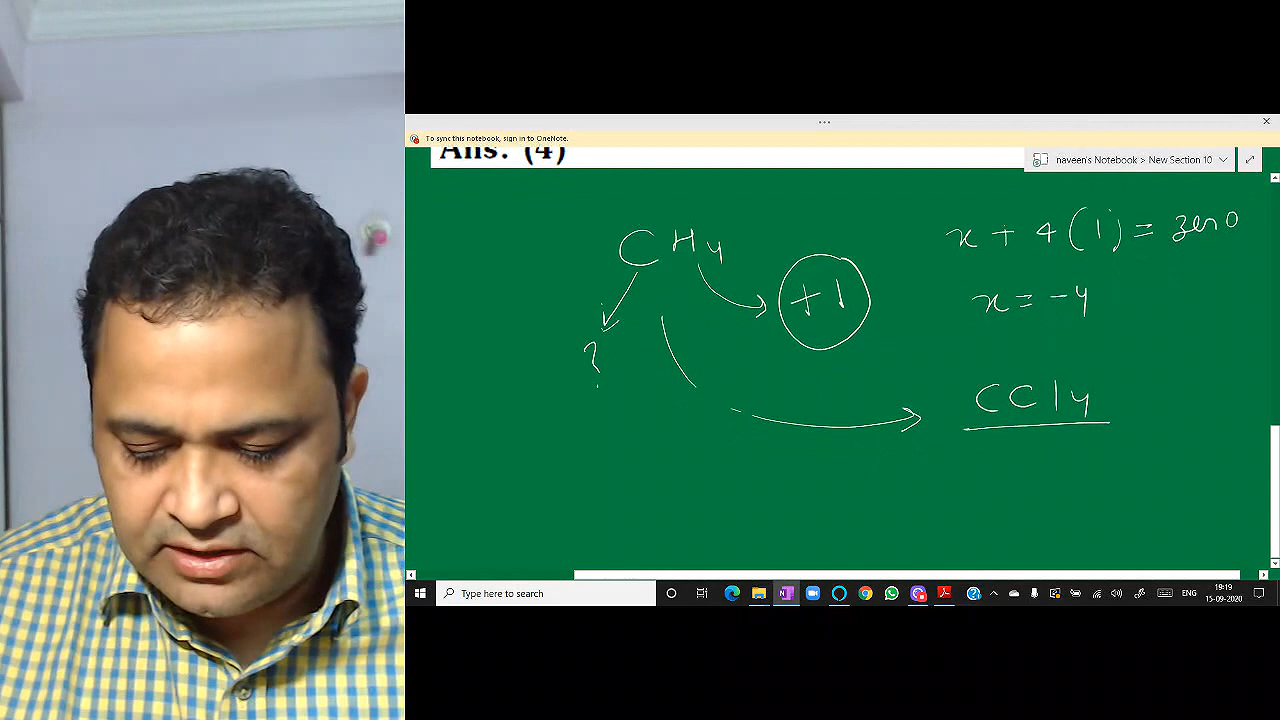 To sync this notebook, sign in to OneNote.
Ans. (4)
naveen's Notebook > New Section 10
x + 4(1) = zero
CH4
+1
x = -4
?
CCl4
Type here to search
ENG
19:19
15-09-2020